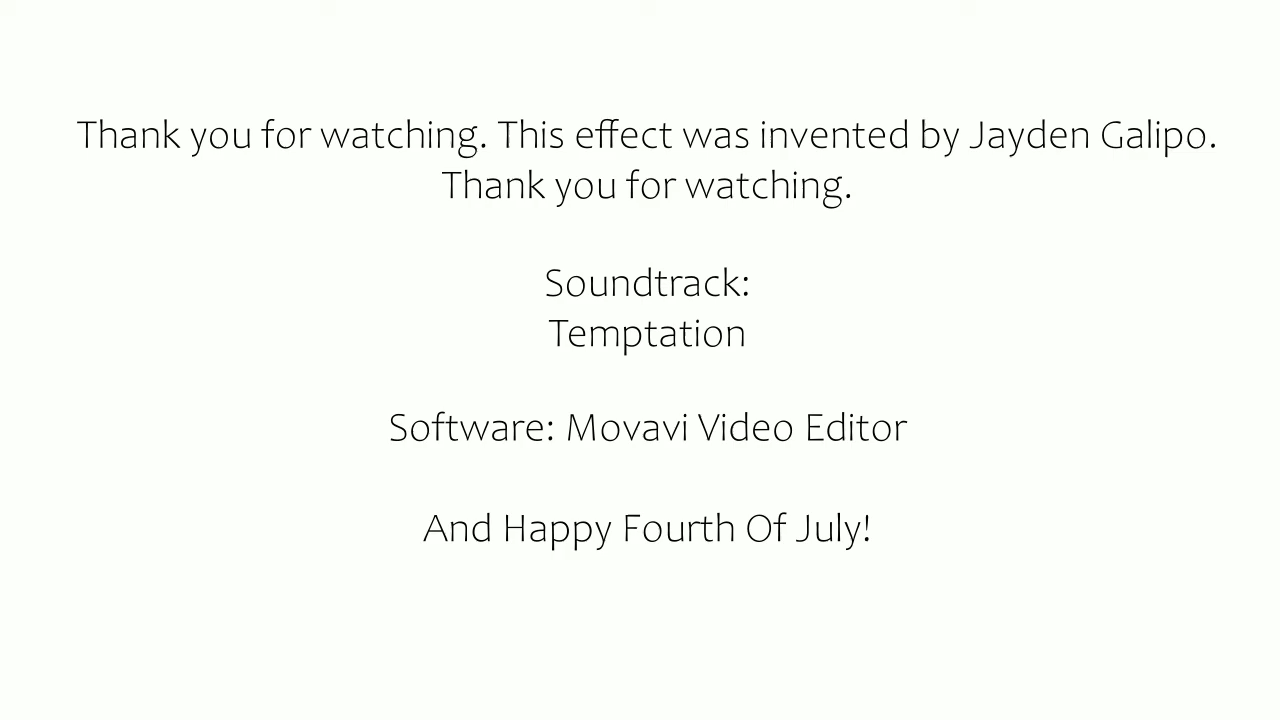 Thank you for watching. This effect was invented by Jayden Galipo.
Thank you for watching.
Soundtrack:
Temptation
Software: Movavi Video Editor
And Happy Fourth Of July!